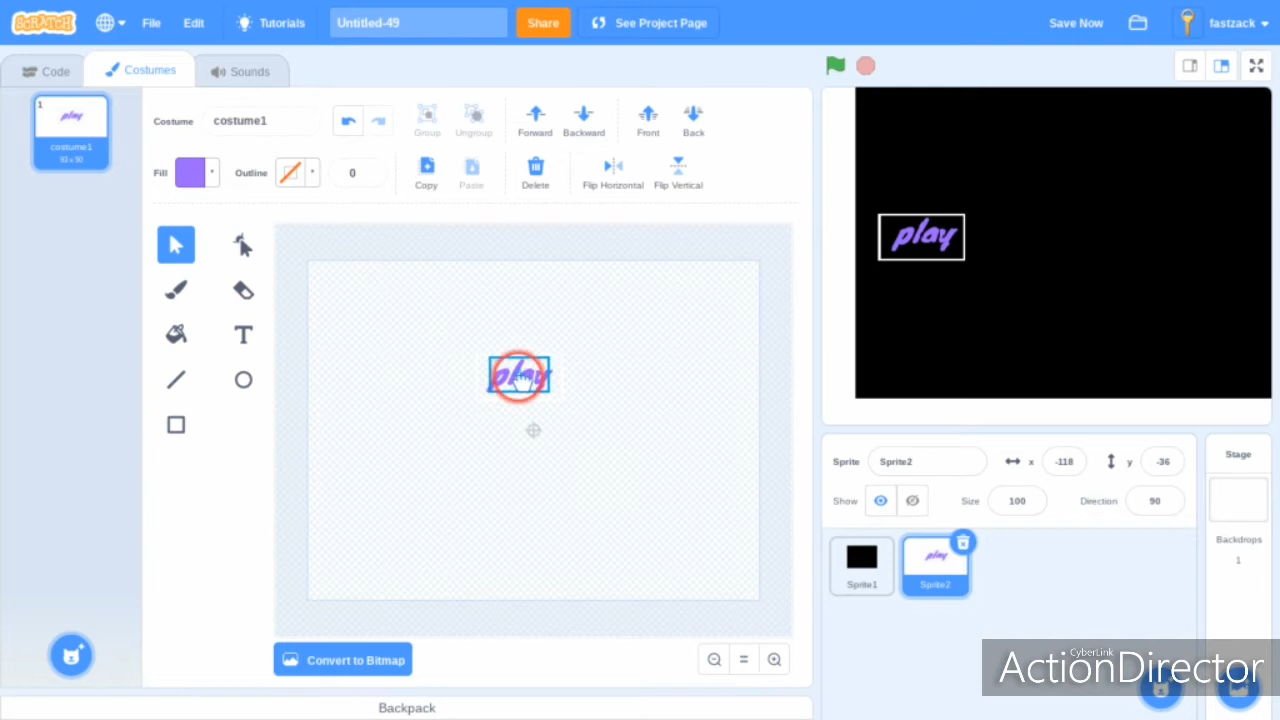 SCRATCH
File
Edit
Tutorials
Untitled-49
Share
See Project Page
Save Now
fastzack
Code
Costumes
Sounds
1
play
costume1
93 x 90
Costume
costume1
Group
Ungroup
Forward
Backward
Front
Back
Fill
Outline
0
Copy
Paste
Delete
Flip Horizontal
Flip Vertical
play
Convert to Bitmap
Backpack
play
Sprite
Sprite2
x
-118
y
-36
Show
Size
100
Direction
90
Sprite1
play
Sprite2
Stage
Backdrops
1
CyberLink
ActionDirector